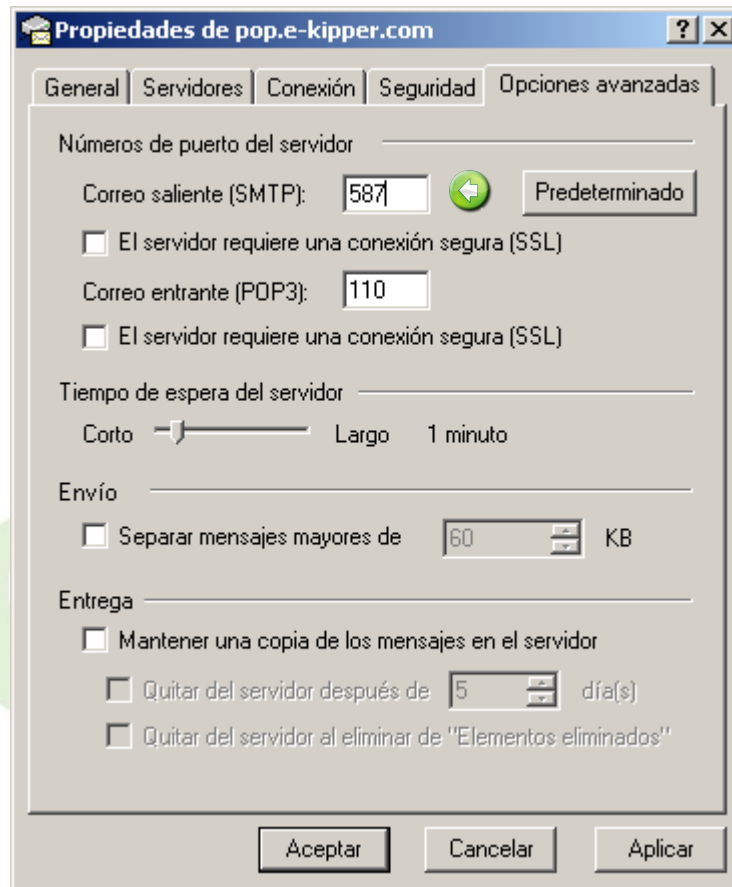 Propiedades de pop.e-kipper.com
General Servidores Conexión Seguridad Opciones avanzadas
Números de puerto del servidor
Correo saliente (SMTP): 587 Predeterminado
El servidor requiere una conexión segura (SSL)
Correo entrante (POP3): 110
El servidor requiere una conexión segura (SSL)
Tiempo de espera del servidor
Corto Largo 1 minuto
Envío
Separar mensajes mayores de 60 KB
Entrega
Mantener una copia de los mensajes en el servidor
Quitar del servidor después de 5 día(s)
Quitar del servidor al eliminar de "Elementos eliminados"
Aceptar Cancelar Aplicar